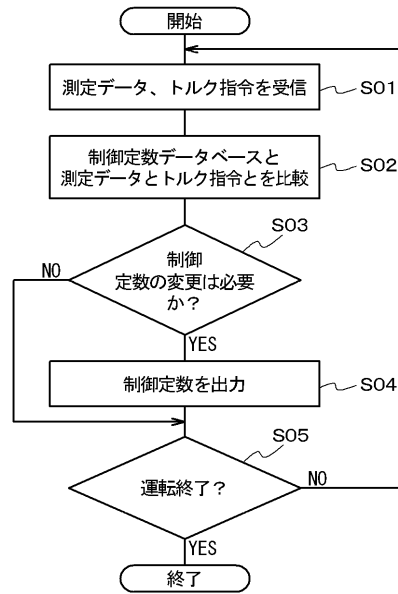 開始
測定データ、トルク指令を受信
S01
制御定数データベースと
測定データとトルク指令とを比較
S02
S03
制御
定数の変更は必要
か？
NO
YES
制御定数を出力
S04
S05
運転終了？
NO
YES
終了